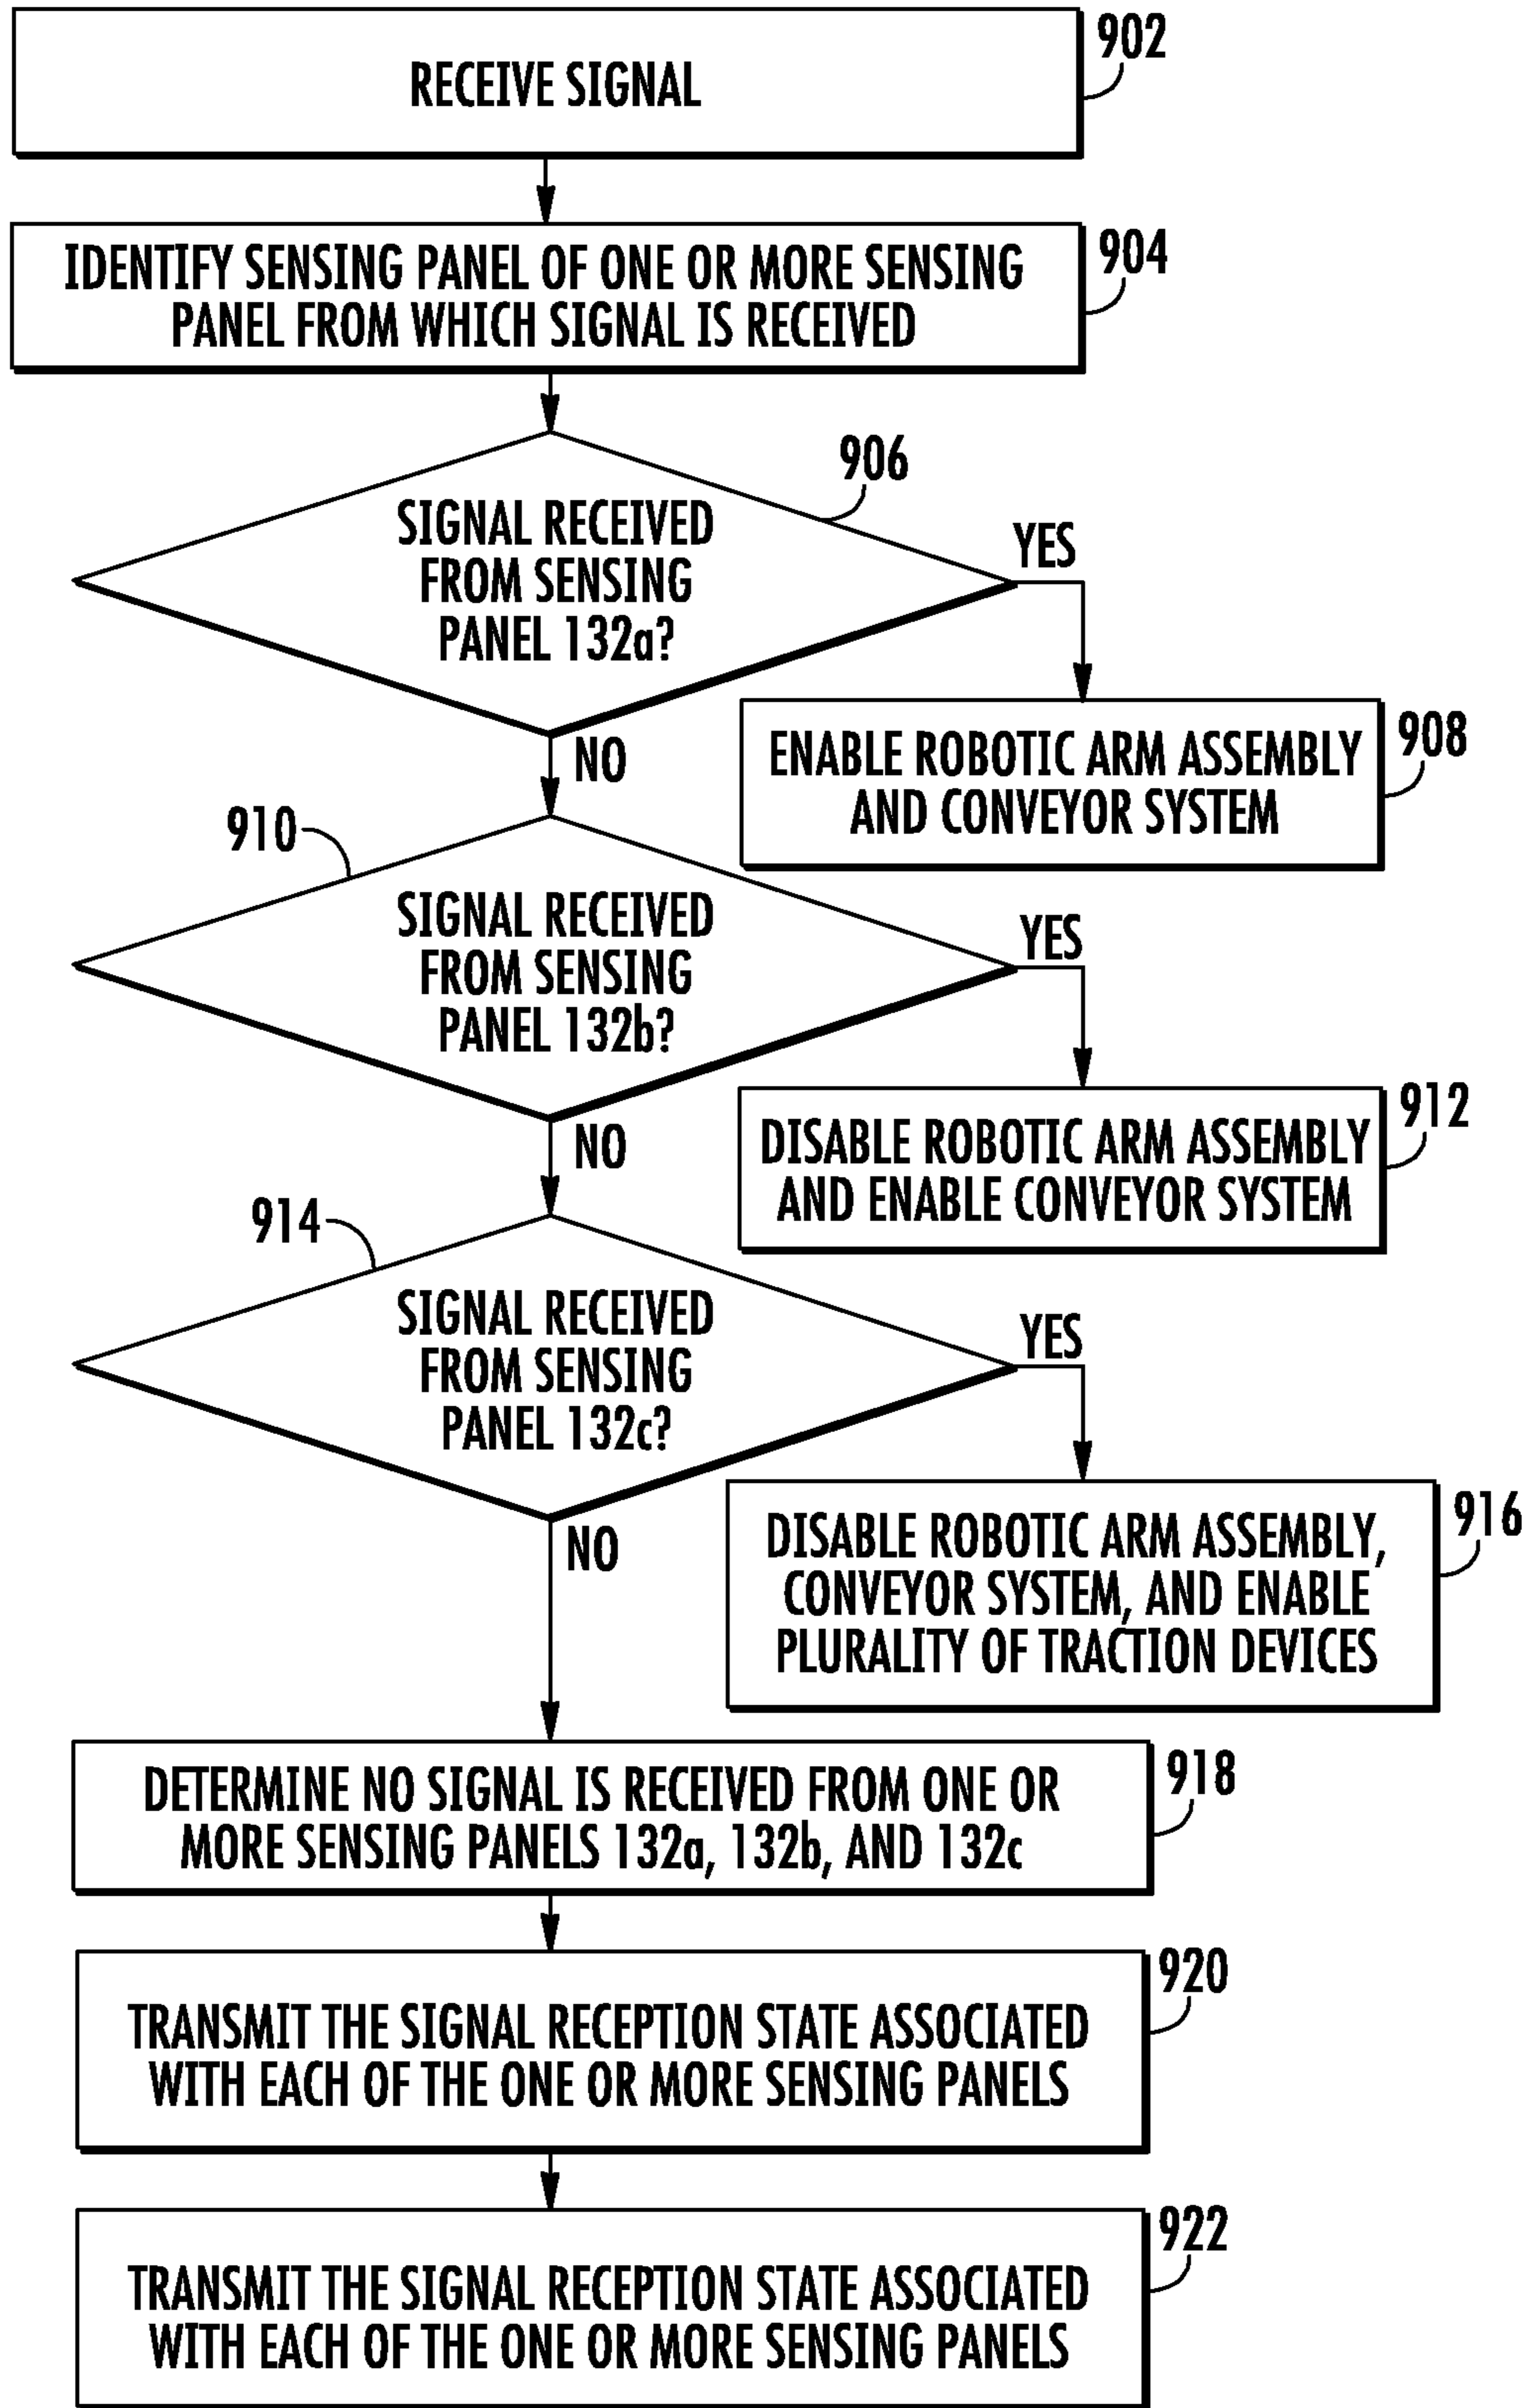 RECEIVE SIGNAL
902
IDENTIFY SENSING PANEL OF ONE OR MORE SENSING
PANEL FROM WHICH SIGNAL IS RECEIVED
904
906
SIGNAL RECEIVED
FROM SENSING
PANEL 132a?
YES
NO
ENABLE ROBOTIC ARM ASSEMBLY
AND CONVEYOR SYSTEM
908
910
SIGNAL RECEIVED
FROM SENSING
PANEL 132b?
YES
NO
DISABLE ROBOTIC ARM ASSEMBLY
AND ENABLE CONVEYOR SYSTEM
912
914
SIGNAL RECEIVED
FROM SENSING
PANEL 132c?
YES
NO
DISABLE ROBOTIC ARM ASSEMBLY,
CONVEYOR SYSTEM, AND ENABLE
PLURALITY OF TRACTION DEVICES
916
DETERMINE NO SIGNAL IS RECEIVED FROM ONE OR
MORE SENSING PANELS 132a, 132b, AND 132c
918
TRANSMIT THE SIGNAL RECEPTION STATE ASSOCIATED
WITH EACH OF THE ONE OR MORE SENSING PANELS
920
TRANSMIT THE SIGNAL RECEPTION STATE ASSOCIATED
WITH EACH OF THE ONE OR MORE SENSING PANELS
922